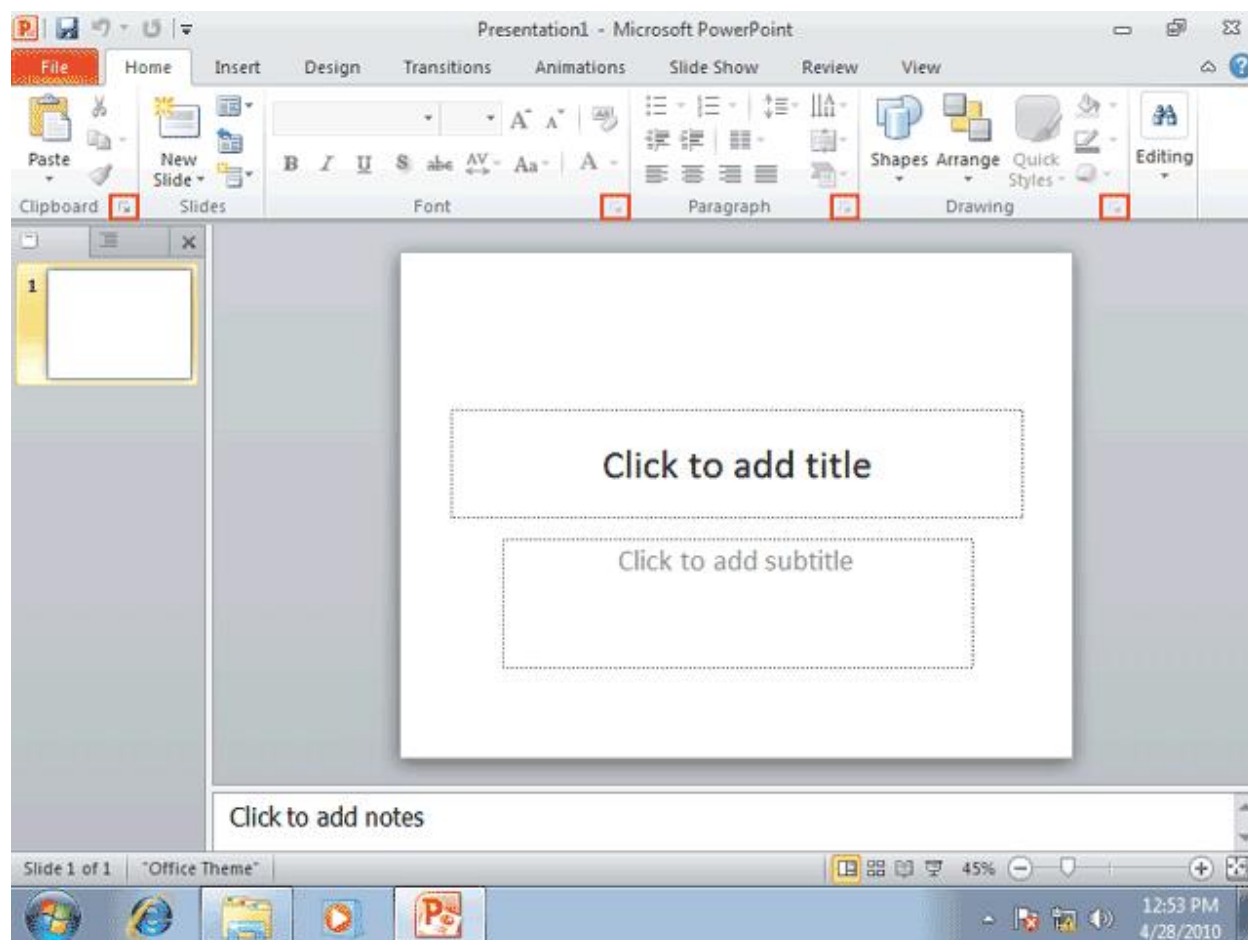 Presentation1 - Microsoft PowerPoint
File Home Insert Design Transitions Animations Slide Show Review View
Paste
New Slide
B I U S abc AV Aa A
Shapes Arrange Quick Styles
Editing
Clipboard Slides Font Paragraph Drawing
1
Click to add title
Click to add subtitle
Click to add notes
Slide 1 of 1 "Office Theme" 45%
12:53 PM
4/28/2010